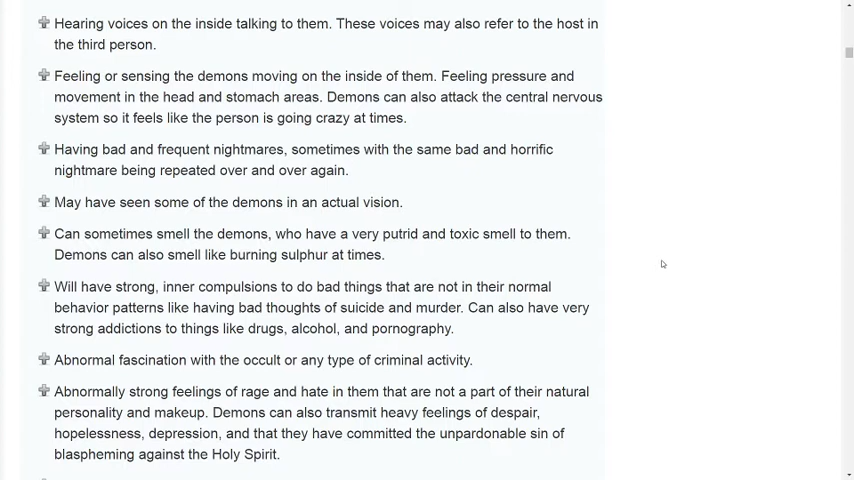 Hearing voices on the inside talking to them. These voices may also refer to the host in
the third person.
Feeling or sensing the demons moving on the inside of them. Feeling pressure and
movement in the head and stomach areas. Demons can also attack the central nervous
system so it feels like the person is going crazy at times.
Having bad and frequent nightmares, sometimes with the same bad and horrific
nightmare being repeated over and over again.
May have seen some of the demons in an actual vision.
Can sometimes smell the demons, who have a very putrid and toxic smell to them.
Demons can also smell like burning sulphur at times.
Will have strong, inner compulsions to do bad things that are not in their normal
behavior patterns like having bad thoughts of suicide and murder. Can also have very
strong addictions to things like drugs, alcohol, and pornography.
Abnormal fascination with the occult or any type of criminal activity.
Abnormally strong feelings of rage and hate in them that are not a part of their natural
personality and makeup. Demons can also transmit heavy feelings of despair,
hopelessness, depression, and that they have committed the unpardonable sin of
blaspheming against the Holy Spirit.